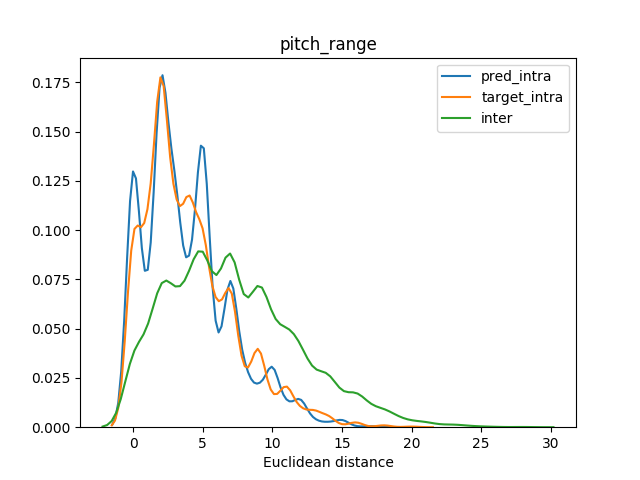 pitch_range
pred_intra
target_intra
inter
0.175
0.150
0.125
0.100
0.075
0.050
0.025
0.000
0 5 10 15 20 25 30
Euclidean distance